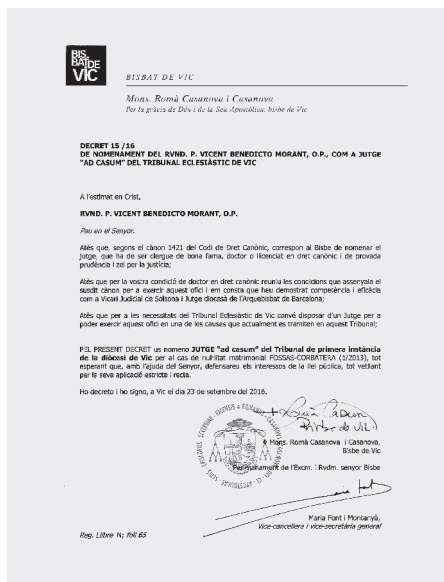 BIS
BAT DE
VIC
BISBAT DE VIC
Mons. Romà Casanova i Casanova
Per la gràcia de Déu i de la Seu Apostòlica, bisbe de Vic
DECRET 15 /16
DE NOMENAMENT DEL RVND. P. VICENT BENEDICTO MORANT, O.P., COM A JUTGE
"AD CASUM" DEL TRIBUNAL ECLESIÀSTIC DE VIC
A l'estimat en Crist,
RVND. P. VICENT BENEDICTO MORANT, O.P.
Pau en el Senyor.
Atès que, segons el cànon 1421 del Codi de Dret Canònic, correspon al Bisbe de nomenar el
jutge, que ha de ser clergue de bona fama, doctor o llicenciat en dret canònic i de provada
prudència i zel per la justícia;
Atès que per la vostra condició de doctor en dret canònic reuniu les condicions que assenyala el
susdit cànon per a exercir aquest ofici i em consta que heu demostrat competència i eficàcia
com a Vicari Judicial de Solsona i Jutge diocesà de l'Arquebisbat de Barcelona;
Atès que per a les necessitats del Tribunal Eclesiàstic de Vic convé disposar d'un Jutge per a
poder exercir aquest ofici en una de les causes que actualment es tramiten en aquest Tribunal;
PEL PRESENT DECRET us nomeno JUTGE "ad casum" del Tribunal de primera instància
de la diòcesi de Vic per al cas de nul·litat matrimonial FOSSAS-CORBATERA (1/2013), tot
esperant que, amb l'ajuda del Senyor, defensareu els interessos de la llei pública, tot vetllant
per la seva aplicació estricta i recta.
Ho decreto i ho signo, a Vic el dia 23 de setembre del 2016.
+ Romà Casanova
Bisbe de Vic
Mons. Romà Casanova i Casanova,
Bisbe de Vic
Per manament de l'Excm. i Rvdm. senyor Bisbe
Maria Font i Montanyà,
Vice-cancellera i vice-secretària general
Reg. Llibre N; foli 65